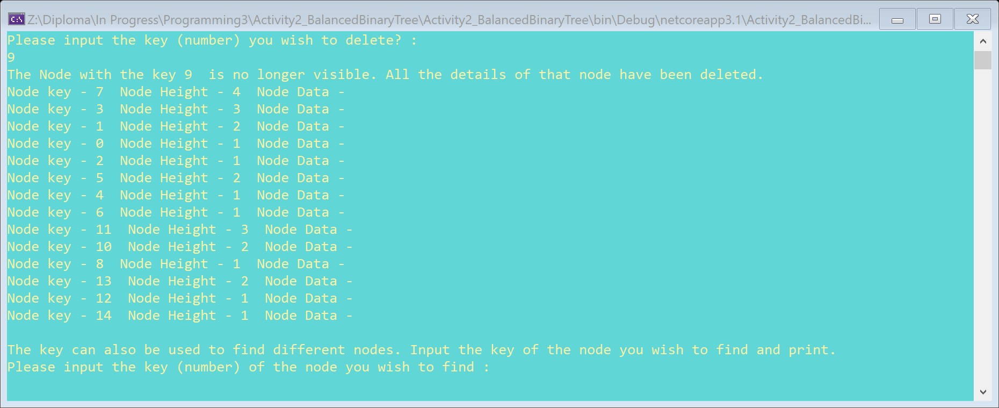 Z:\Diploma\In Progress\Programming3\Activity2_BalancedBinaryTree\Activity2_BalancedBinaryTree\bin\Debug\netcoreapp3.1\Activity2_BalancedBi...
Please input the key (number) you wish to delete? :
9
The Node with the key 9  is no longer visible. All the details of that node have been deleted.
Node key - 7  Node Height - 4  Node Data -
Node key - 3  Node Height - 3  Node Data -
Node key - 1  Node Height - 2  Node Data -
Node key - 0  Node Height - 1  Node Data -
Node key - 2  Node Height - 1  Node Data -
Node key - 5  Node Height - 2  Node Data -
Node key - 4  Node Height - 1  Node Data -
Node key - 6  Node Height - 1  Node Data -
Node key - 11  Node Height - 3  Node Data -
Node key - 10  Node Height - 2  Node Data -
Node key - 8  Node Height - 1  Node Data -
Node key - 13  Node Height - 2  Node Data -
Node key - 12  Node Height - 1  Node Data -
Node key - 14  Node Height - 1  Node Data -
The key can also be used to find different nodes. Input the key of the node you wish to find and print.
Please input the key (number) of the node you wish to find :